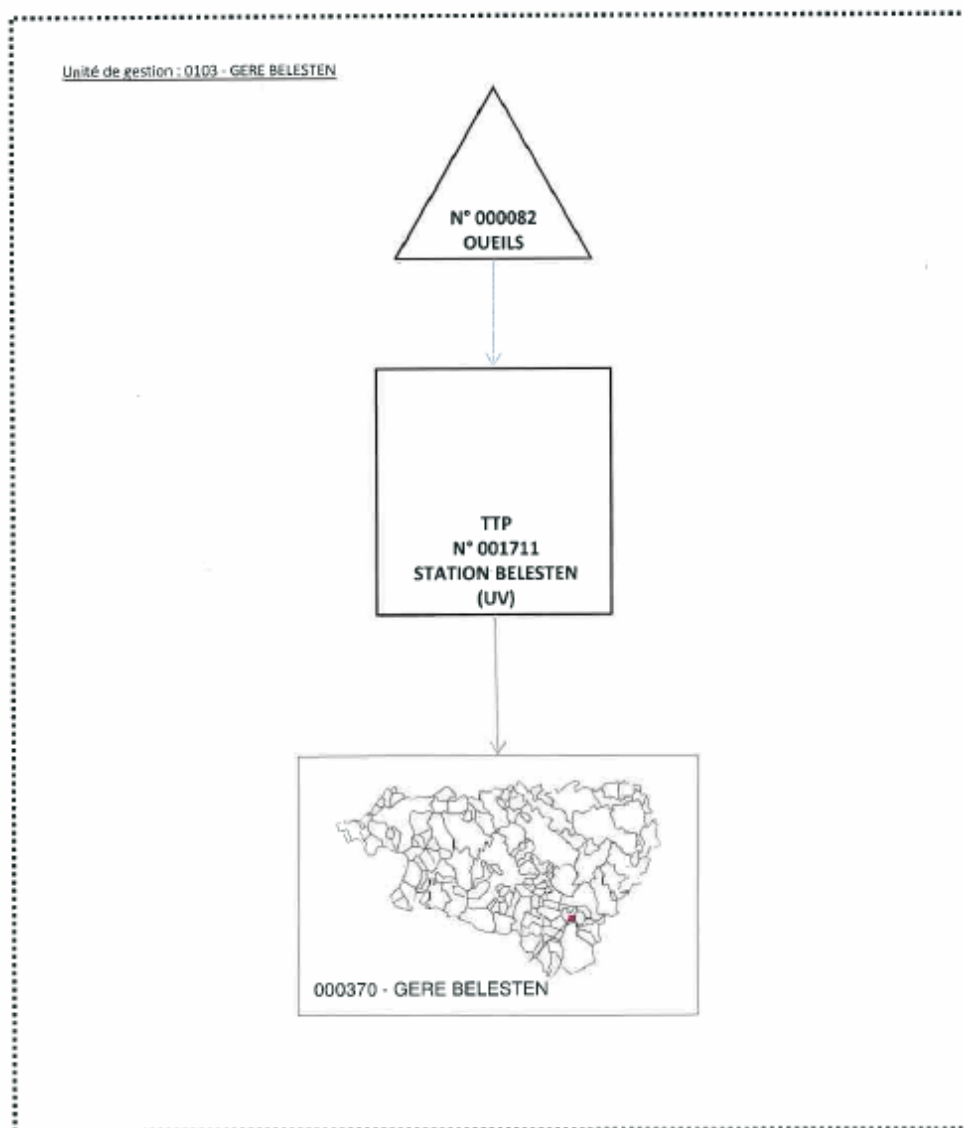 Unité de gestion : 0103 - GERE BELESTEN
N° 000082
OUEILS
TTP
N° 001711
STATION BELESTEN
(UV)
000370 - GERE BELESTEN